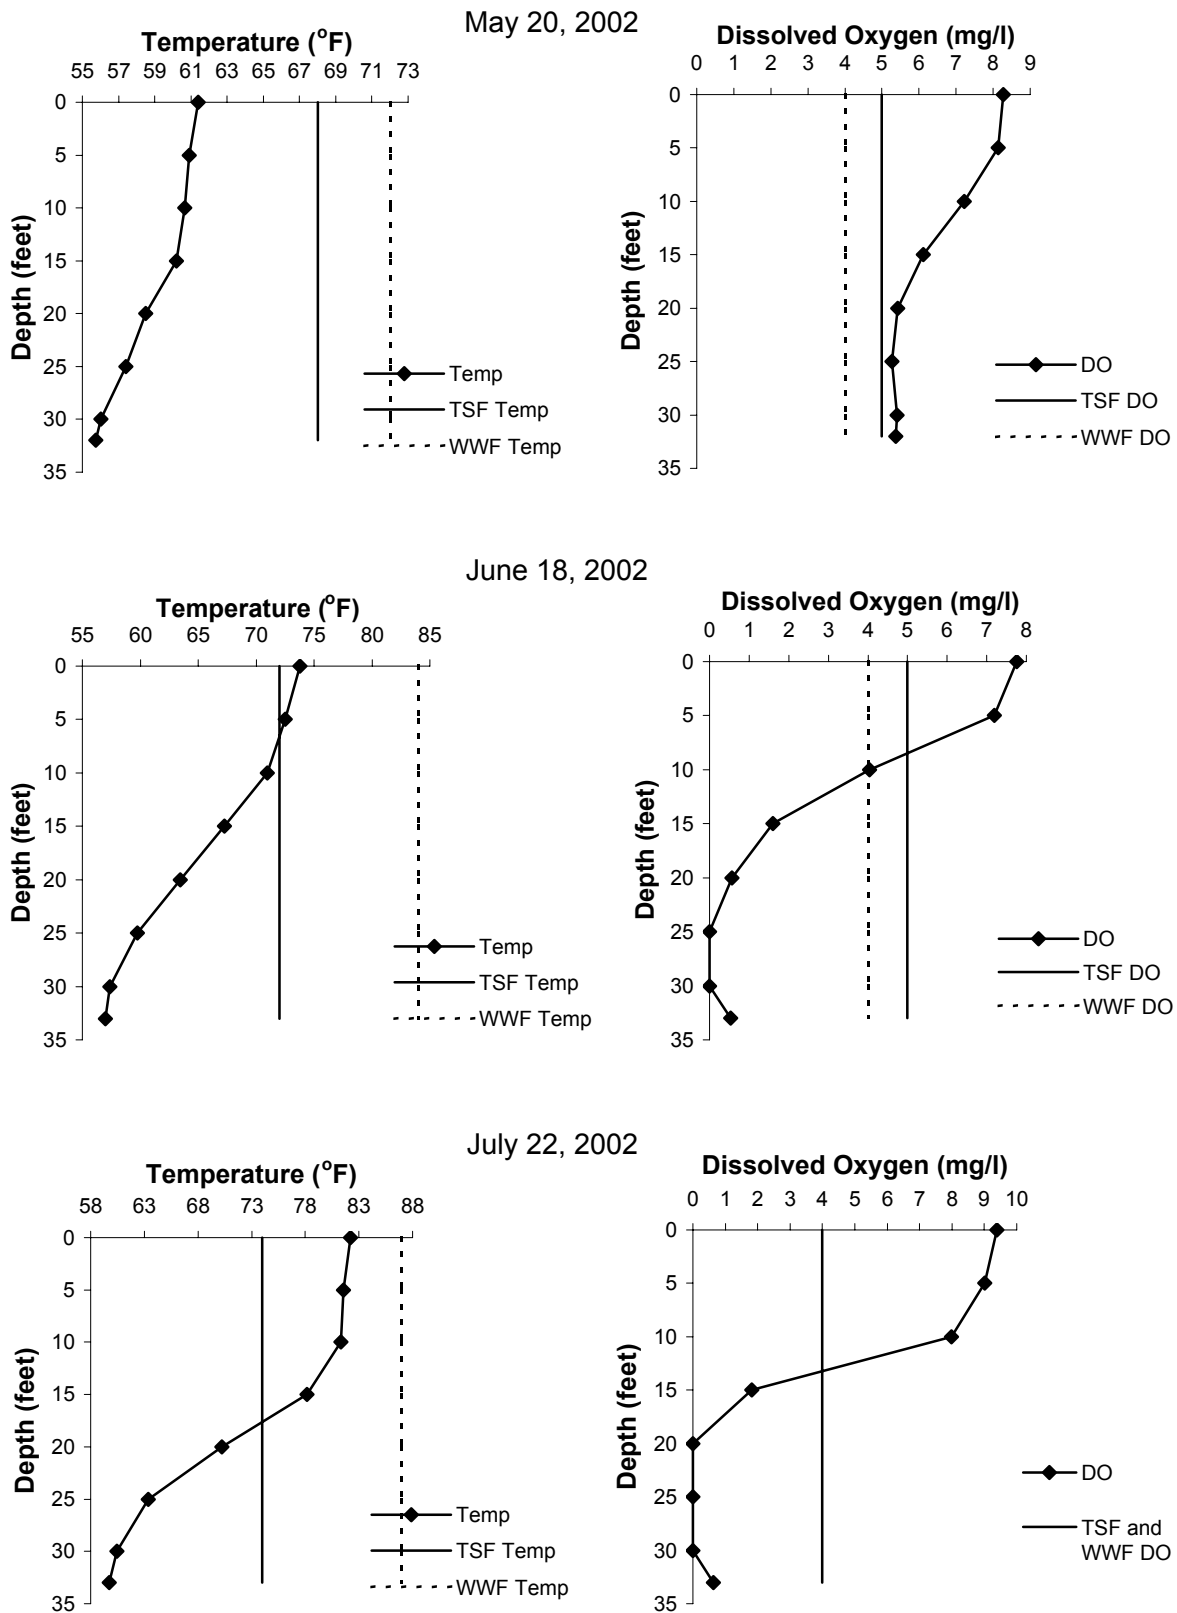 May 20, 2002
Temperature (°F)
55 57 59 61 63 65 67 69 71 73
0
5
10
15
20
25
30
35
Depth (feet)
Temp
TSF Temp
WWF Temp
Dissolved Oxygen (mg/l)
0 1 2 3 4 5 6 7 8 9
0
5
10
15
20
25
30
35
Depth (feet)
DO
TSF DO
WWF DO
June 18, 2002
Temperature (°F)
55 60 65 70 75 80 85
0
5
10
15
20
25
30
35
Depth (feet)
Temp
TSF Temp
WWF Temp
Dissolved Oxygen (mg/l)
0 1 2 3 4 5 6 7 8
0
5
10
15
20
25
30
35
Depth (feet)
DO
TSF DO
WWF DO
July 22, 2002
Temperature (°F)
58 63 68 73 78 83 88
0
5
10
15
20
25
30
35
Depth (feet)
Temp
TSF Temp
WWF Temp
Dissolved Oxygen (mg/l)
0 1 2 3 4 5 6 7 8 9 10
0
5
10
15
20
25
30
35
Depth (feet)
DO
TSF and
WWF DO